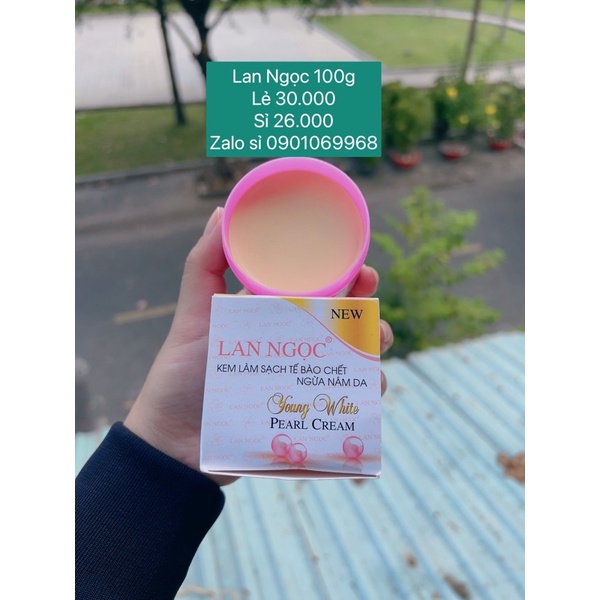 Lan Ngọc 100g
Lẻ 30.000
Sỉ 26.000
Zalo sỉ 0901069968
NEW
LAN NGỌC®
KEM LÀM SẠCH TẾ BÀO CHẾT
NGỪA NÁM DA
Young White
PEARL CREAM